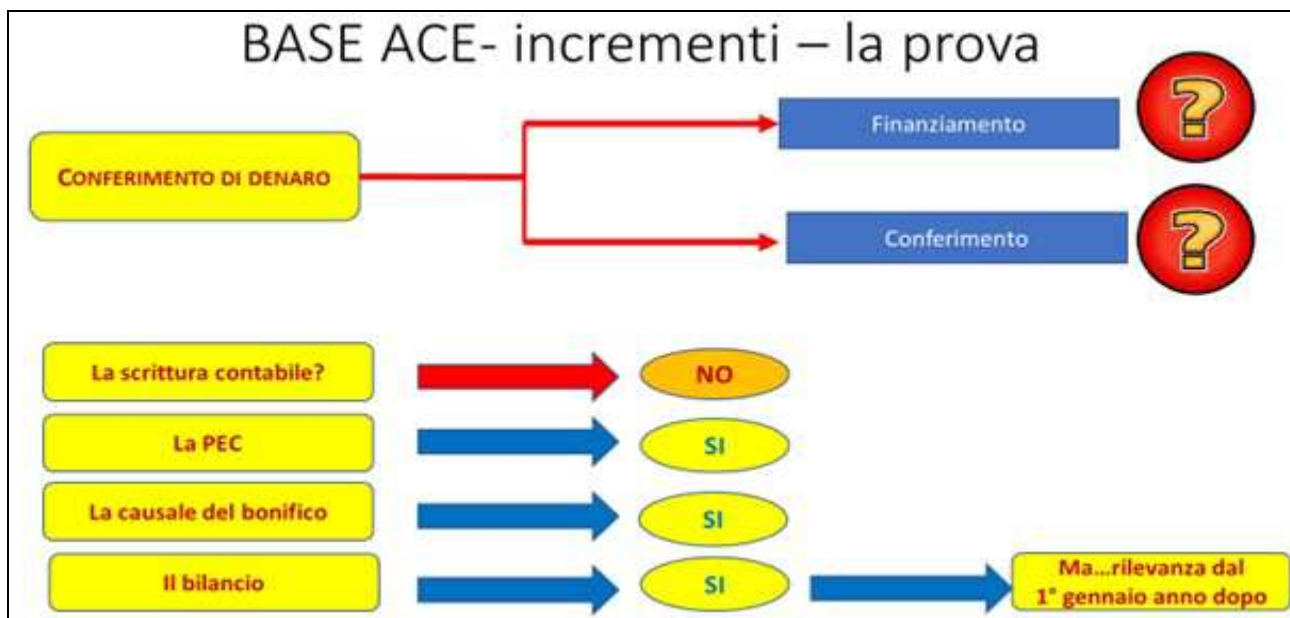 BASE ACE- incrementi – la prova
Finanziamento
?
CONFERIMENTO DI DENARO
Conferimento
?
La scrittura contabile?
NO
La PEC
SI
La causale del bonifico
SI
Il bilancio
SI
Ma...rilevanza dal
1° gennaio anno dopo